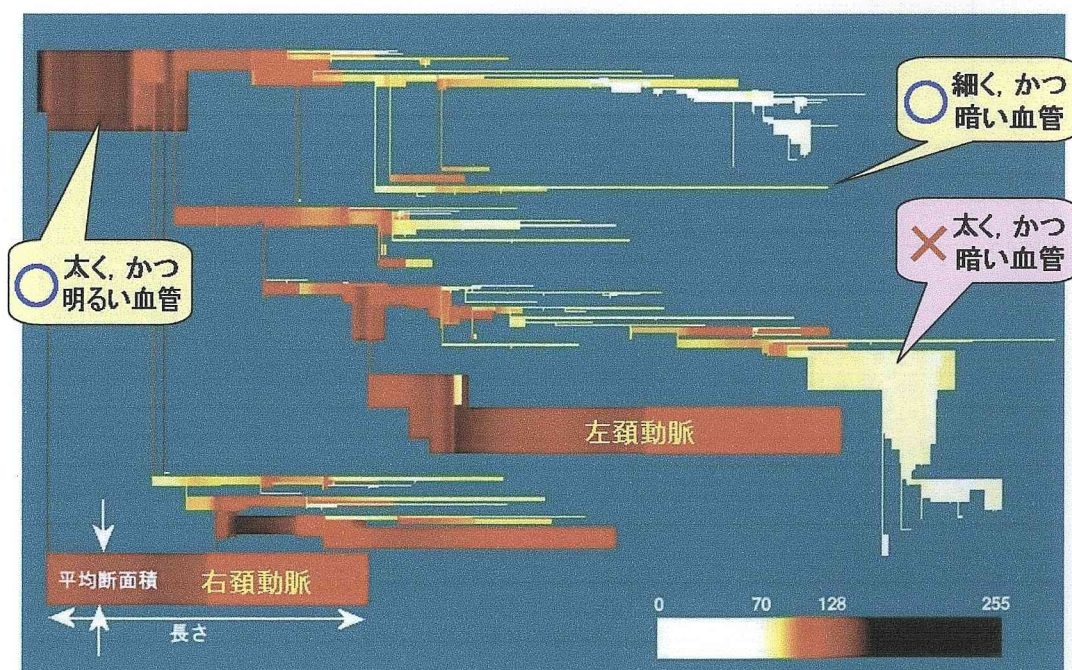 細く, かつ
暗い血管
太く, かつ
暗い血管
太く, かつ
明るい血管
左頚動脈
平均断面積
右頚動脈
長さ
0 70 128 255